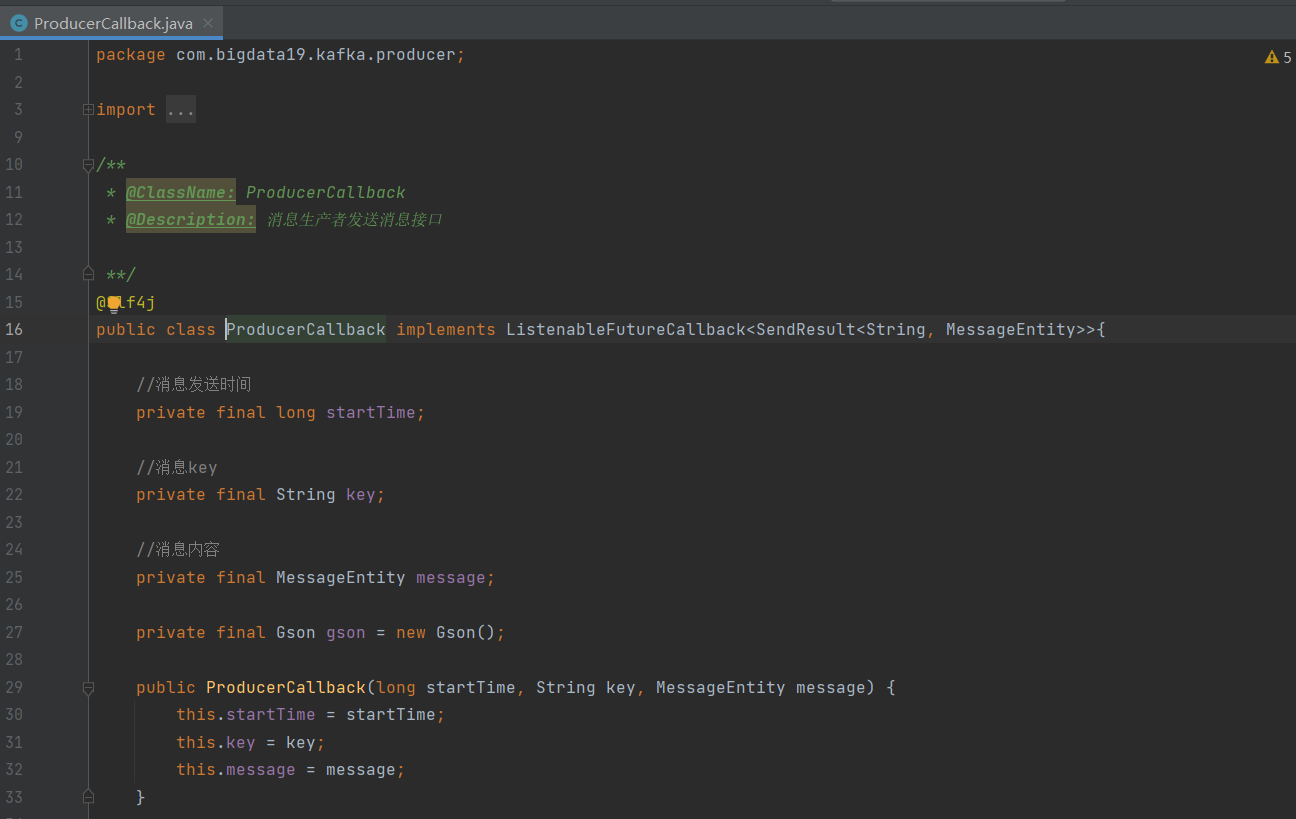 ProducerCallback.java
5
1 package com.bigdata19.kafka.producer;
2
3 import ...
9
10 /**
11 * @ClassName: ProducerCallback
12 * @Description: 消息生产者发送消息接口
13
14 **/
15 @Slf4j
16 public class ProducerCallback implements ListenableFutureCallback<SendResult<String, MessageEntity>>{
17
18 //消息发送时间
19 private final long startTime;
20
21 //消息key
22 private final String key;
23
24 //消息内容
25 private final MessageEntity message;
26
27 private final Gson gson = new Gson();
28
29 public ProducerCallback(long startTime, String key, MessageEntity message) {
30 this.startTime = startTime;
31 this.key = key;
32 this.message = message;
33 }